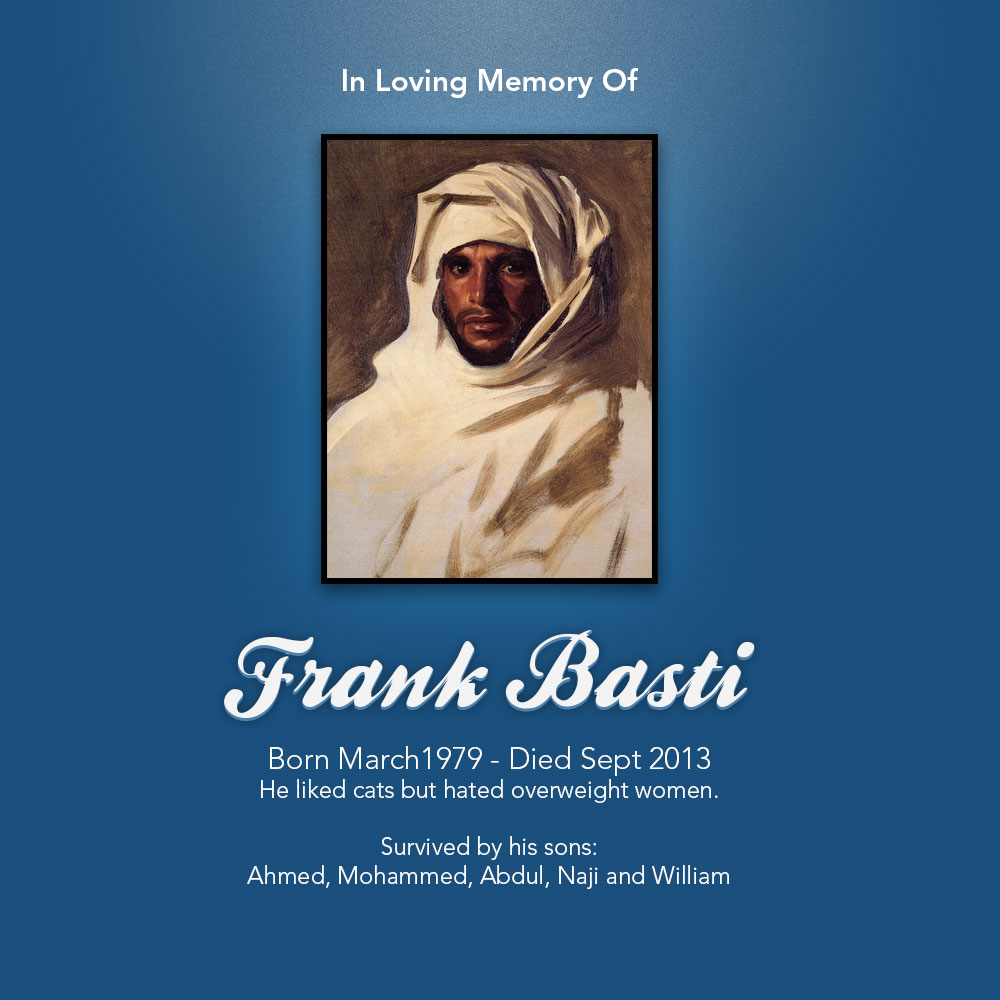 In Loving Memory Of
Frank Basti
Born March1979 - Died Sept 2013
He liked cats but hated overweight women.
Survived by his sons:
Ahmed, Mohammed, Abdul, Naji and William